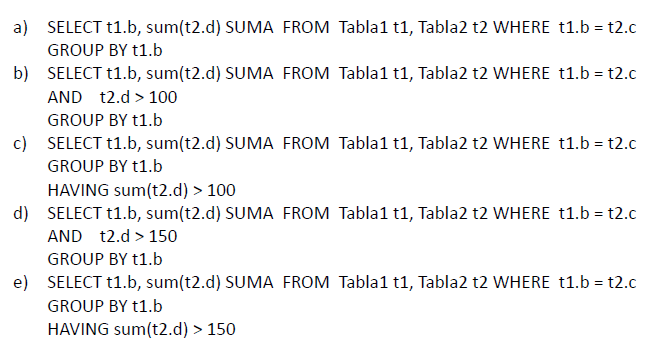 a) SELECT t1.b, sum(t2.d) SUMA FROM Tabla1 t1, Tabla2 t2 WHERE t1.b = t2.c
GROUP BY t1.b
b) SELECT t1.b, sum(t2.d) SUMA FROM Tabla1 t1, Tabla2 t2 WHERE t1.b = t2.c
AND t2.d > 100
GROUP BY t1.b
c) SELECT t1.b, sum(t2.d) SUMA FROM Tabla1 t1, Tabla2 t2 WHERE t1.b = t2.c
GROUP BY t1.b
HAVING sum(t2.d) > 100
d) SELECT t1.b, sum(t2.d) SUMA FROM Tabla1 t1, Tabla2 t2 WHERE t1.b = t2.c
AND t2.d > 150
GROUP BY t1.b
e) SELECT t1.b, sum(t2.d) SUMA FROM Tabla1 t1, Tabla2 t2 WHERE t1.b = t2.c
GROUP BY t1.b
HAVING sum(t2.d) > 150